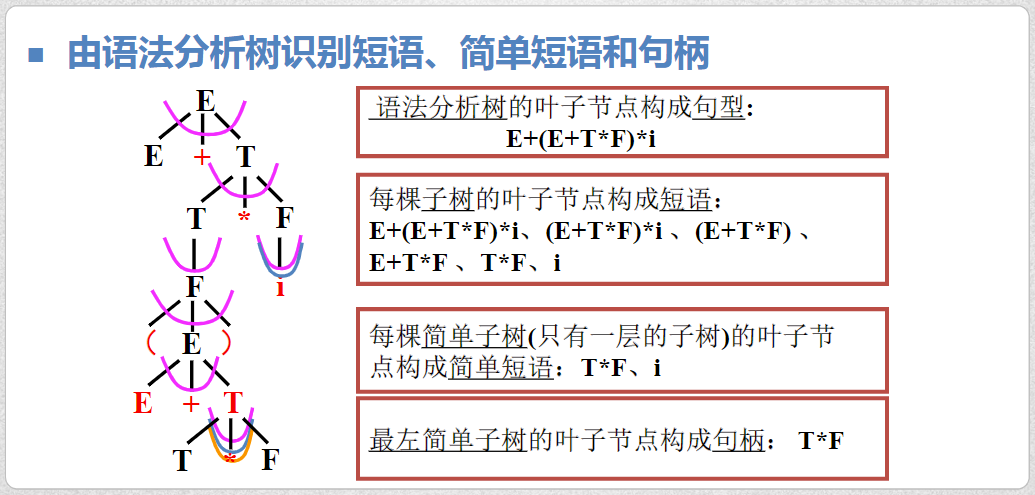 ■ 由语法分析树识别短语、简单短语和句柄
E
E + T
T * F
F i
( E )
E + T
T * F
语法分析树的叶子节点构成句型:
E+(E+T*F)*i
每棵子树的叶子节点构成短语:
E+(E+T*F)*i、(E+T*F)*i 、(E+T*F) 、
E+T*F 、T*F、i
每棵简单子树(只有一层的子树)的叶子节
点构成简单短语: T*F、i
最左简单子树的叶子节点构成句柄: T*F